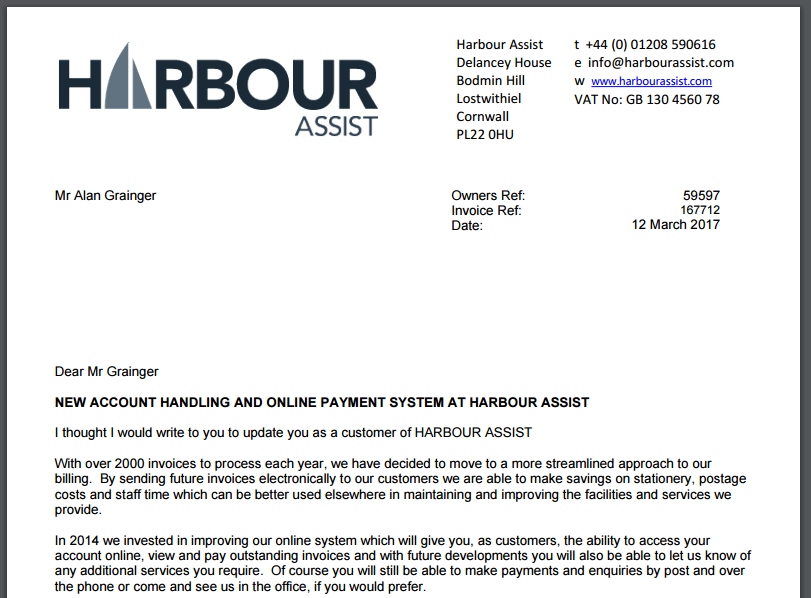 HARBOUR
ASSIST
Harbour Assist
Delancey House
Bodmin Hill
Lostwithiel
Cornwall
PL22 0HU
t +44 (0) 01208 590616
e info@harbourassist.com
w www.harbourassist.com
VAT No: GB 130 4560 78
Mr Alan Grainger
Owners Ref: 59597
Invoice Ref: 167712
Date: 12 March 2017
Dear Mr Grainger
NEW ACCOUNT HANDLING AND ONLINE PAYMENT SYSTEM AT HARBOUR ASSIST
I thought I would write to you to update you as a customer of HARBOUR ASSIST
With over 2000 invoices to process each year, we have decided to move to a more streamlined approach to our
billing. By sending future invoices electronically to our customers we are able to make savings on stationery, postage
costs and staff time which can be better used elsewhere in maintaining and improving the facilities and services we
provide.
In 2014 we invested in improving our online system which will give you, as customers, the ability to access your
account online, view and pay outstanding invoices and with future developments you will also be able to let us know of
any additional services you require. Of course you will still be able to make payments and enquiries by post and over
the phone or come and see us in the office, if you would prefer.